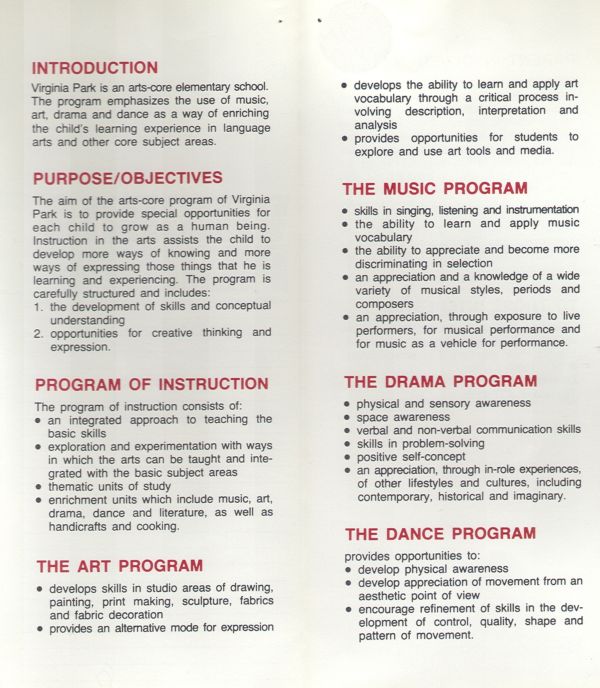 INTRODUCTION
Virginia Park is an arts-core elementary school.
The program emphasizes the use of music,
art, drama and dance as a way of enriching
the child's learning experience in language
arts and other core subject areas.
PURPOSE/OBJECTIVES
The aim of the arts-core program of Virginia
Park is to provide special opportunities for
each child to grow as a human being.
Instruction in the arts assists the child to
develop more ways of knowing and more
ways of expressing those things that he is
learning and experiencing. The program is
carefully structured and includes:
1. the development of skills and conceptual
understanding
2. opportunities for creative thinking and
expression.
PROGRAM OF INSTRUCTION
The program of instruction consists of:
• an integrated approach to teaching the
basic skills
• exploration and experimentation with ways
in which the arts can be taught and inte-
grated with the basic subject areas
• thematic units of study
• enrichment units which include music, art,
drama, dance and literature, as well as
handicrafts and cooking.
THE ART PROGRAM
• develops skills in studio areas of drawing,
painting, print making, sculpture, fabrics
and fabric decoration
• provides an alternative mode for expression
• develops the ability to learn and apply art
vocabulary through a critical process in-
volving description, interpretation and
analysis
• provides opportunities for students to
explore and use art tools and media.
THE MUSIC PROGRAM
• skills in singing, listening and instrumentation
• the ability to learn and apply music
vocabulary
• the ability to appreciate and become more
discriminating in selection
• an appreciation and a knowledge of a wide
variety of musical styles, periods and
composers
• an appreciation, through exposure to live
performers, for musical performance and
for music as a vehicle for performance.
THE DRAMA PROGRAM
• physical and sensory awareness
• space awareness
• verbal and non-verbal communication skills
• skills in problem-solving
• positive self-concept
• an appreciation, through in-role experiences,
of other lifestyles and cultures, including
contemporary, historical and imaginary.
THE DANCE PROGRAM
provides opportunities to:
• develop physical awareness
• develop appreciation of movement from an
aesthetic point of view
• encourage refinement of skills in the dev-
elopment of control, quality, shape and
pattern of movement.